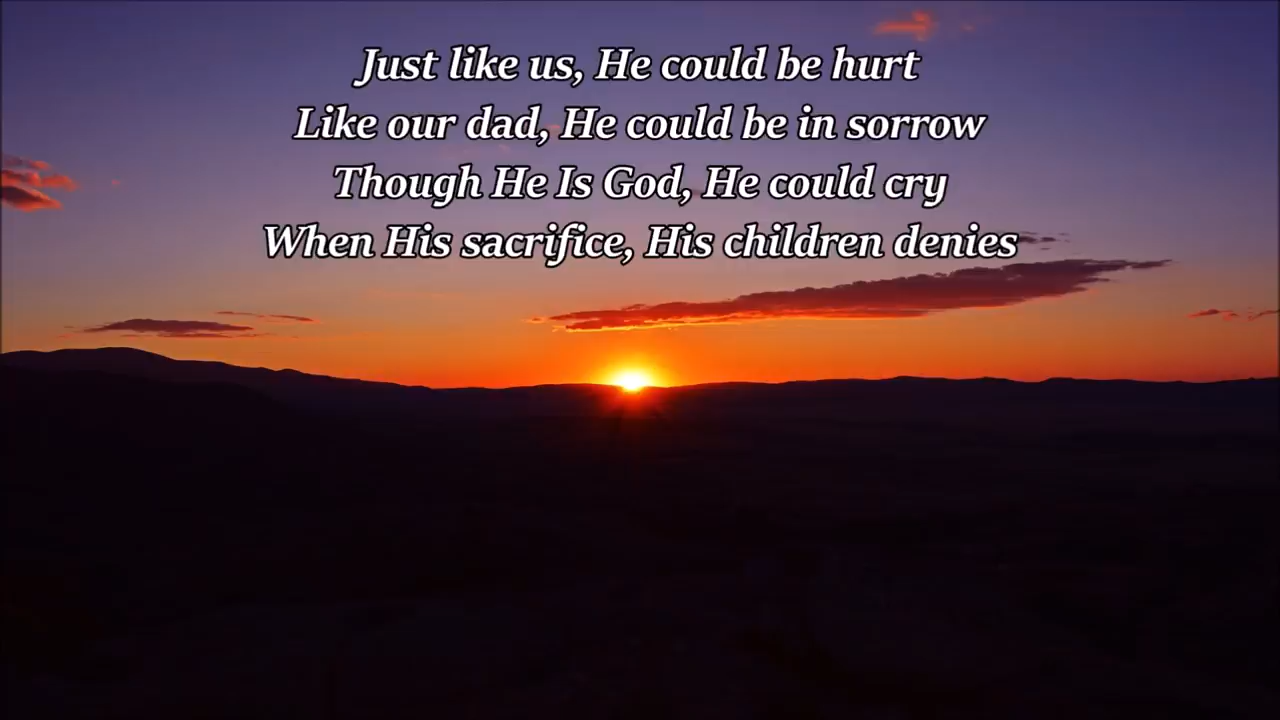 Just like us, He could be hurt
Like our dad, He could be in sorrow
Though He Is God, He could cry
When His sacrifice, His children denies